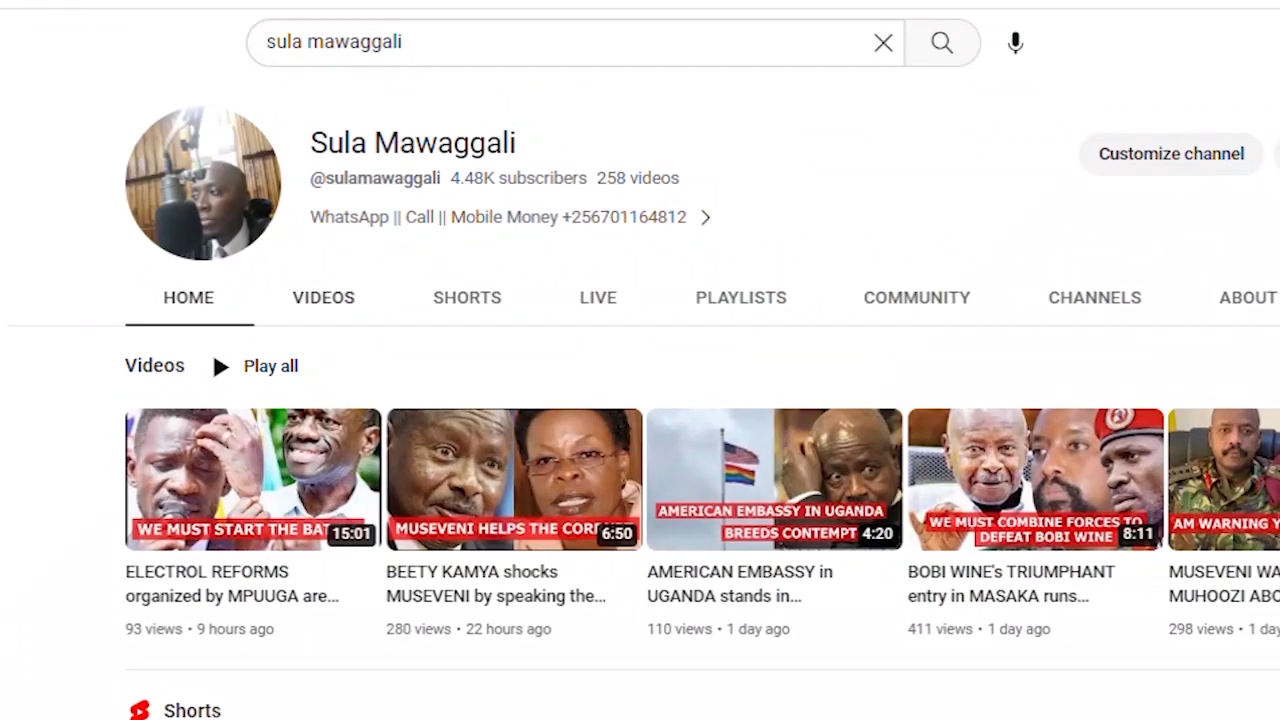 sula mawaggali
Sula Mawaggali
@sulamawaggali 4.48K subscribers 258 videos
WhatsApp || Call || Mobile Money +256701164812
Customize channel
HOME VIDEOS SHORTS LIVE PLAYLISTS COMMUNITY CHANNELS ABOUT
Videos Play all
WE MUST START THE BAT
15:01
MUSEVENI HELPS THE COR
6:50
AMERICAN EMBASSY IN UGANDA
BREEDS CONTEMPT 4:20
WE MUST COMBINE FORCES TO
DEFEAT BOBI WINE 8:11
AM WARNING Y
ELECTROL REFORMS
organized by MPUUGA are...
93 views • 9 hours ago
BEETY KAMYA shocks
MUSEVENI by speaking the...
280 views • 22 hours ago
AMERICAN EMBASSY in
UGANDA stands in...
110 views • 1 day ago
BOBI WINE's TRIUMPHANT
entry in MASAKA runs...
411 views • 1 day ago
MUSEVENI WA
MUHOOZI ABO
298 views • 1 day
Shorts